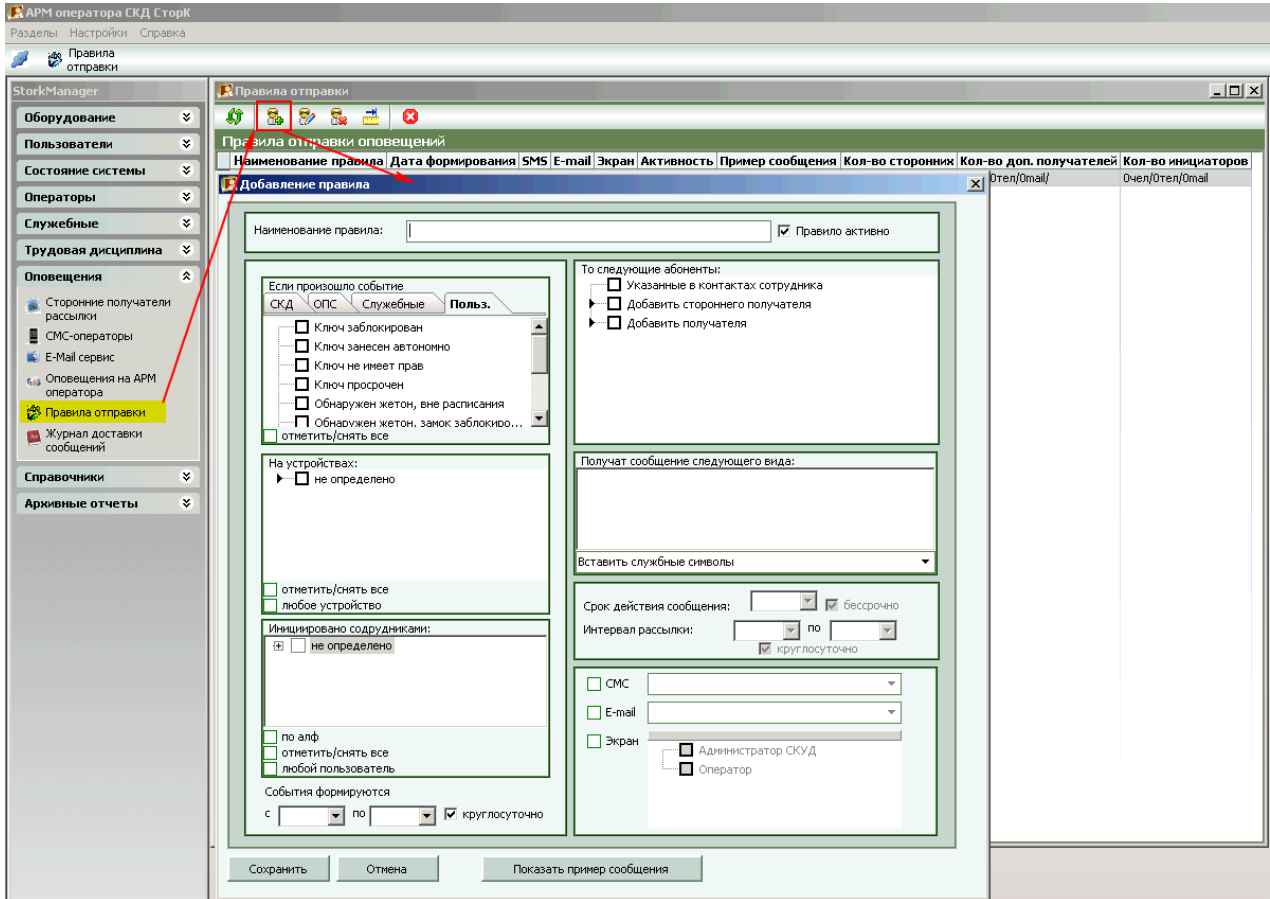 АРМ оператора СКД СторК
Разделы Настройки Справка
Правила
отправки
StorkManager
Оборудование
Пользователи
Состояние системы
Операторы
Служебные
Трудовая дисциплина
Оповещения
Сторонние получатели
рассылки
СМС-операторы
E-Mail сервис
Оповещения на АРМ
оператора
Правила отправки
Журнал доставки
сообщений
Справочники
Архивные отчеты
Правила отправки
Правила отправки оповещений
Наименование правила Дата формирования SMS E-mail Экран Активность Пример сообщения Кол-во сторонних Кол-во доп. получателей Кол-во инициаторов
0тел/0mail/ 0чел/0тел/0mail
Добавление правила
Наименование правила: Правило активно
Если произошло событие
СКД ОПС Служебные Польз.
Ключ заблокирован
Ключ занесен автономно
Ключ не имеет прав
Ключ просрочен
Обнаружен жетон, вне расписания
Обнаружен жетон, замок заблокиро...
отметить/снять все
На устройствах:
не определено
отметить/снять все
любое устройство
Инициировано содрудниками:
не определено
по алф
отметить/снять все
любой пользователь
События формируются
с по круглосуточно
То следующие абоненты:
Указанные в контактах сотрудника
Добавить стороннего получателя
Добавить получателя
Получат сообщение следующего вида:
Вставить службные символы
Срок действия сообщения: бессрочно
Интервал рассылки: по
круглосуточно
СМС
E-mail
Экран
Администратор СКУД
Оператор
Сохранить Отмена Показать пример сообщения